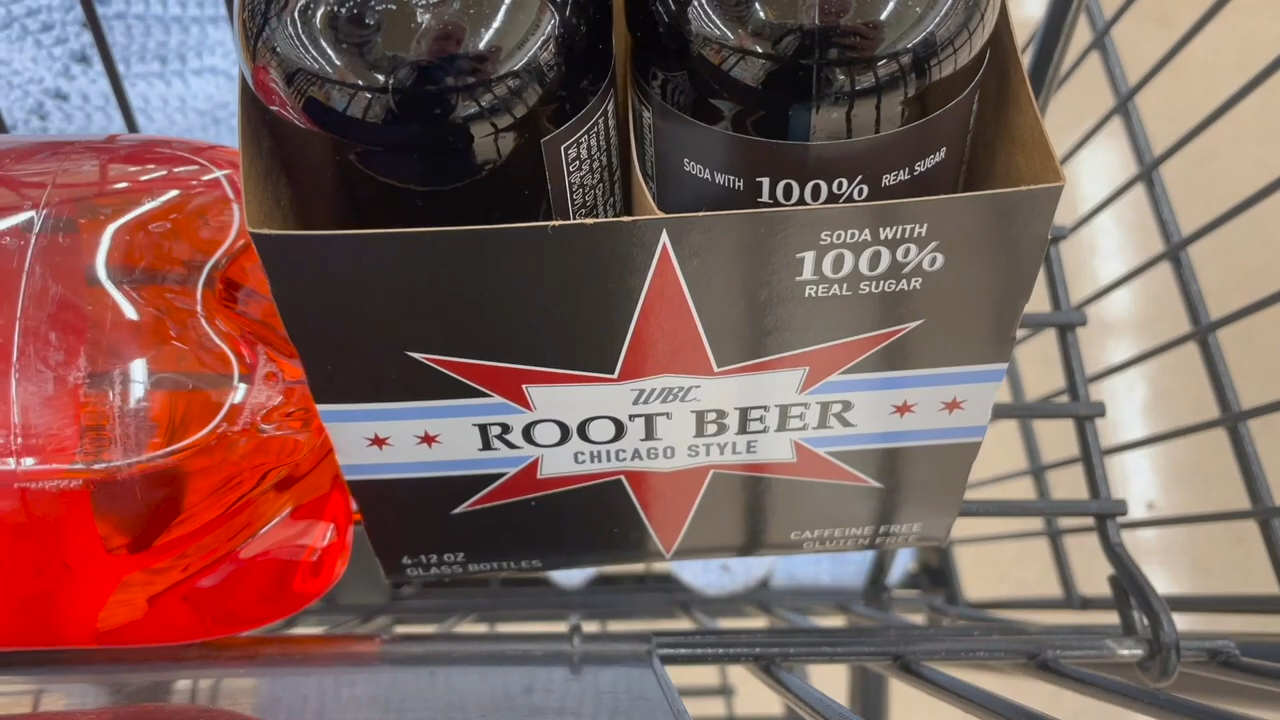 SODA WITH 100% REAL SUGAR
SODA WITH
100%
REAL SUGAR
WBC
ROOT BEER
CHICAGO STYLE
CAFFEINE FREE
GLUTEN FREE
4-12 OZ
GLASS BOTTLES